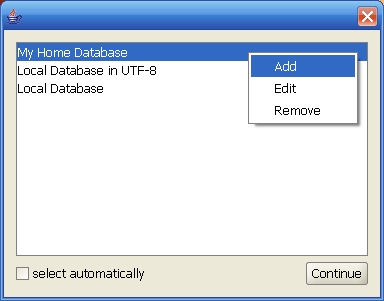 My Home Database
Local Database in UTF-8
Local Database
Add
Edit
Remove
select automatically
Continue